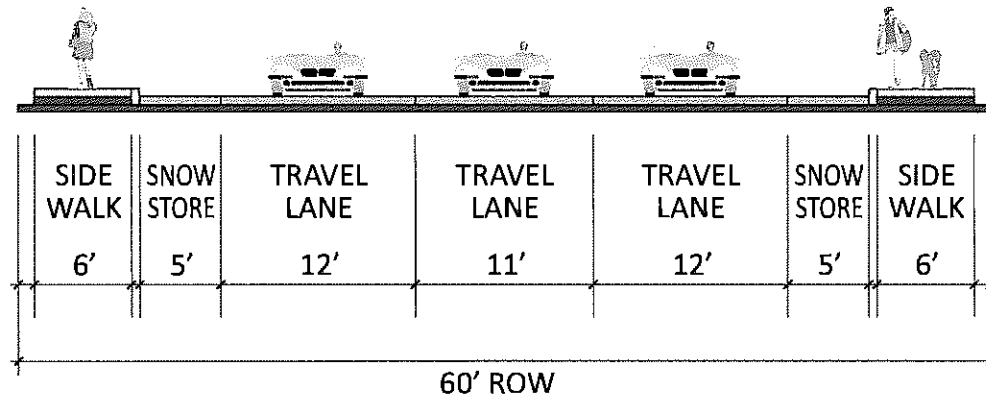 SIDE WALK 6'
SNOW STORE 5'
TRAVEL LANE 12'
TRAVEL LANE 11'
TRAVEL LANE 12'
SNOW STORE 5'
SIDE WALK 6'
60' ROW